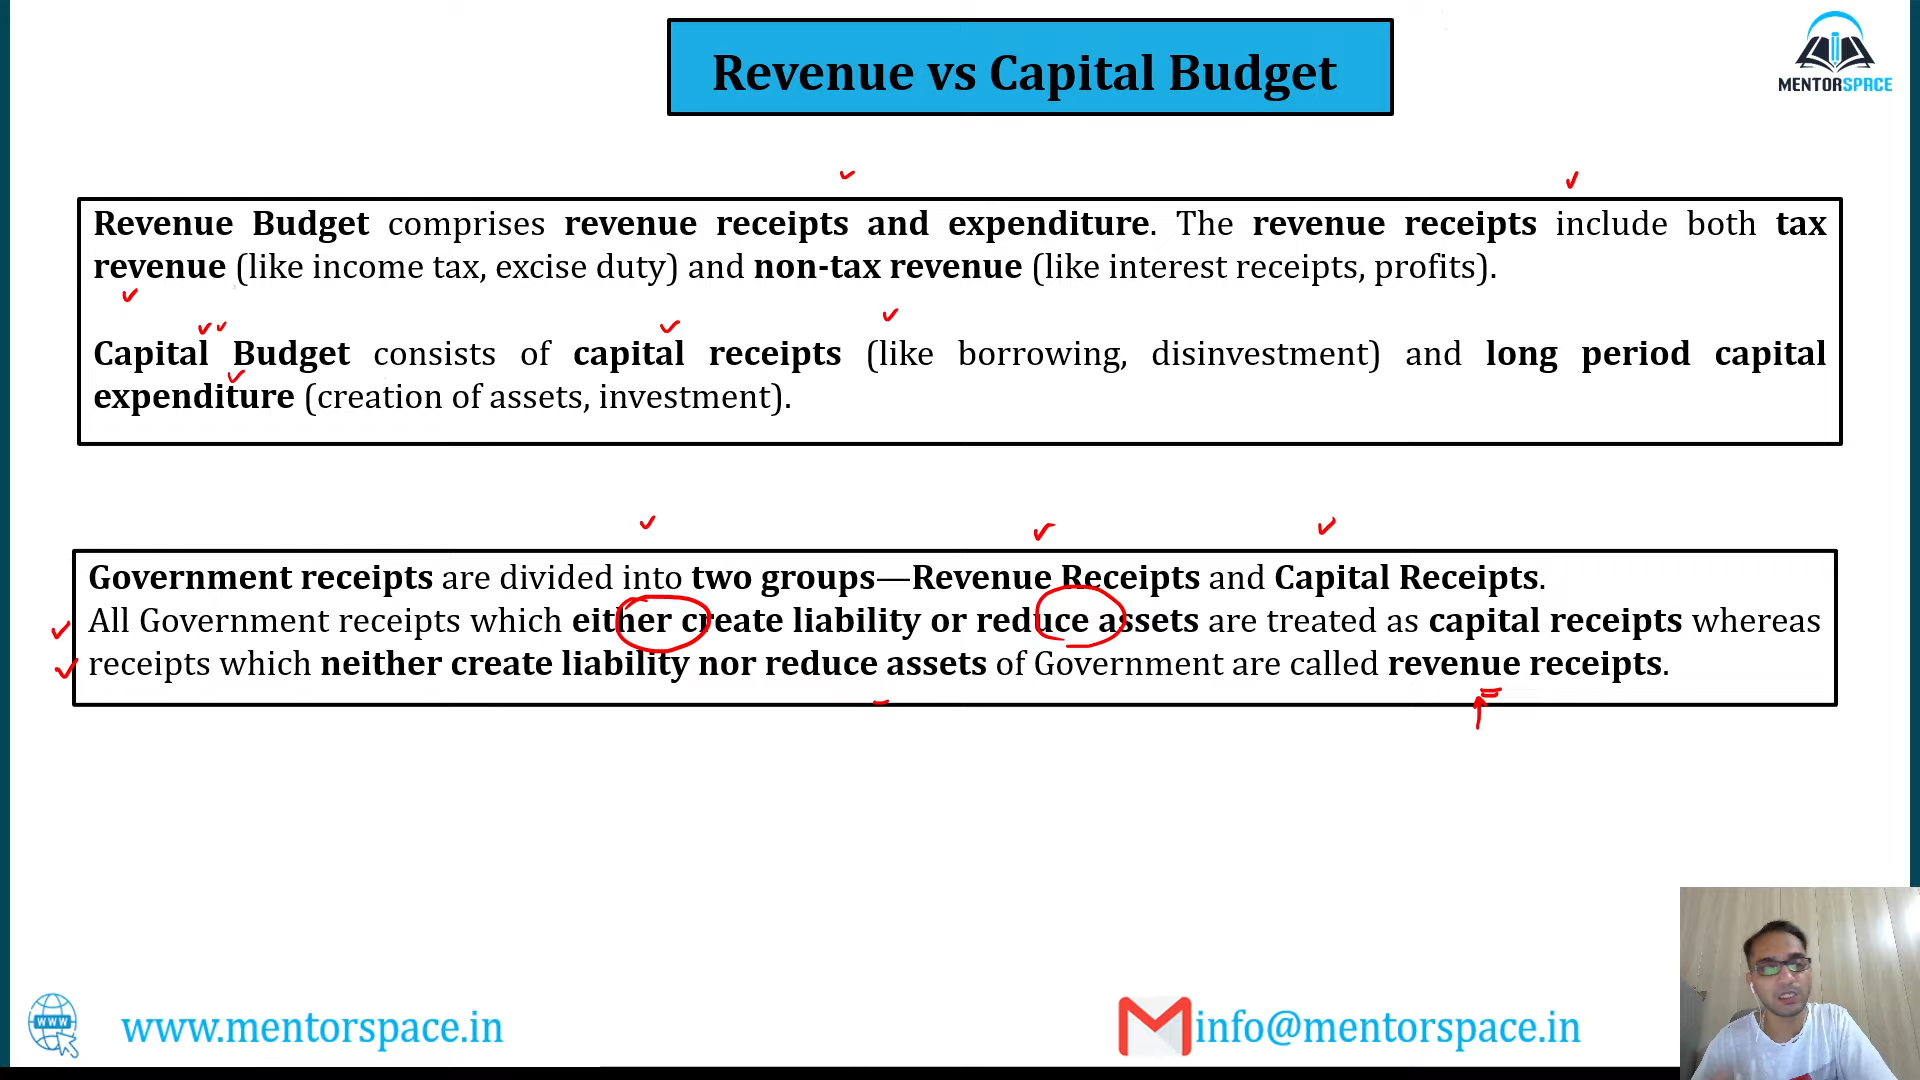 Revenue vs Capital Budget
MENTORSPACE
Revenue Budget comprises revenue receipts and expenditure. The revenue receipts include both tax
revenue (like income tax, excise duty) and non-tax revenue (like interest receipts, profits).
Capital Budget consists of capital receipts (like borrowing, disinvestment) and long period capital
expenditure (creation of assets, investment).
Government receipts are divided into two groups—Revenue Receipts and Capital Receipts.
All Government receipts which either create liability or reduce assets are treated as capital receipts whereas
receipts which neither create liability nor reduce assets of Government are called revenue receipts.
WWW
www.mentorspace.in
info@mentorspace.in